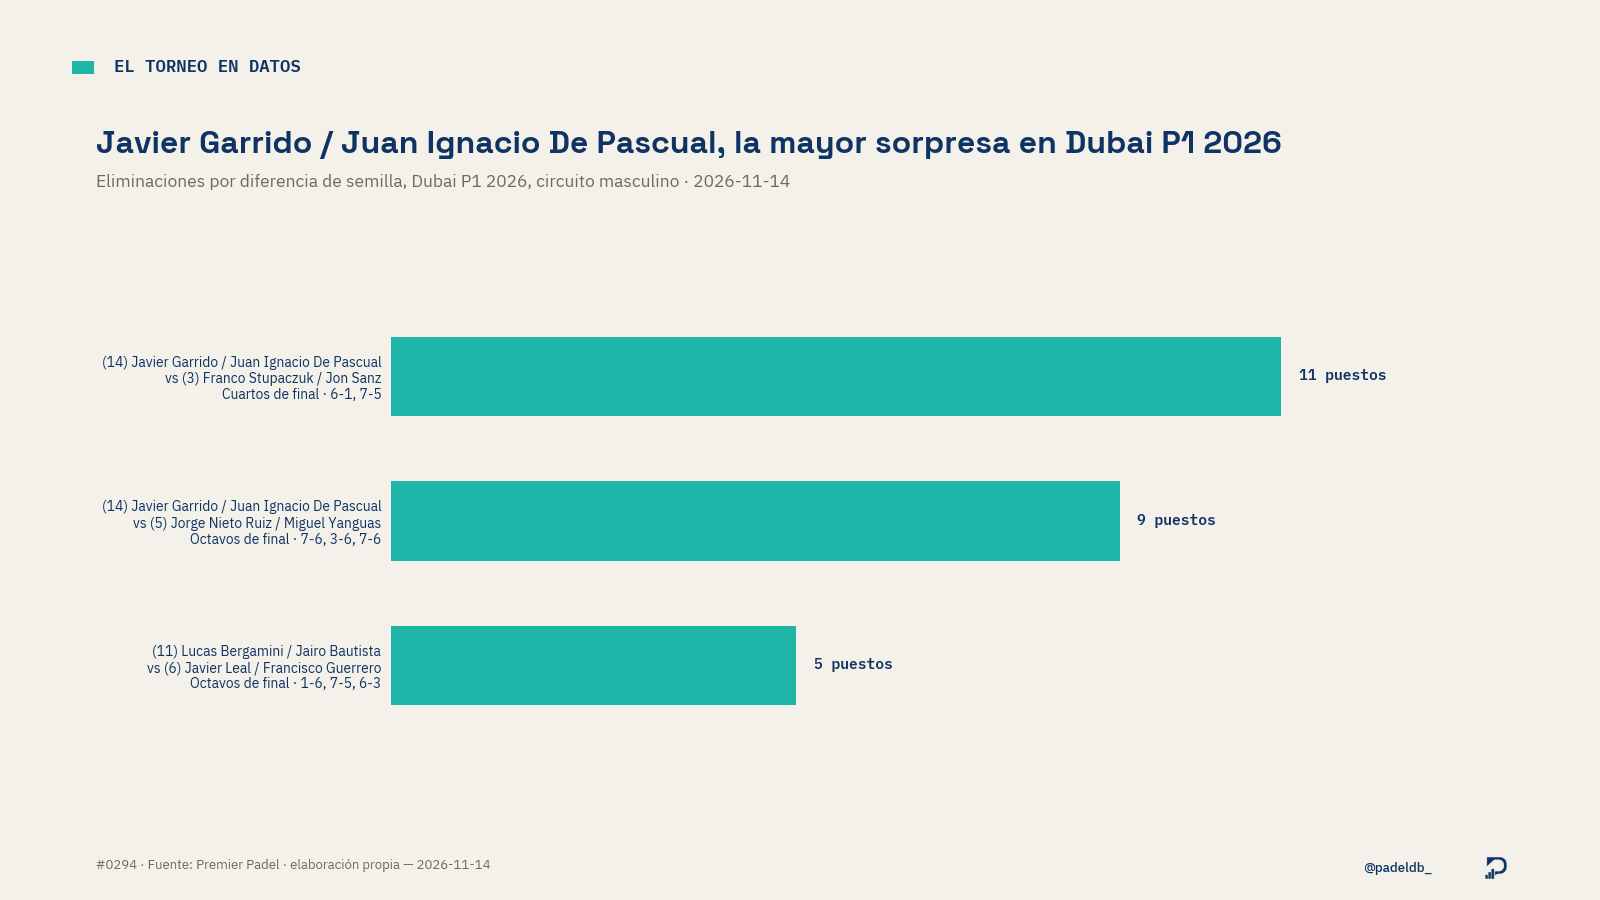 EL TORNEO EN DATOS
Javier Garrido / Juan Ignacio De Pascual, la mayor sorpresa en Dubai P1 2026
Eliminaciones por diferencia de semilla, Dubai P1 2026, circuito masculino · 2026-11-14
(14) Javier Garrido / Juan Ignacio De Pascual
vs (3) Franco Stupaczuk / Jon Sanz
Cuartos de final · 6-1, 7-5
11 puestos
(14) Javier Garrido / Juan Ignacio De Pascual
vs (5) Jorge Nieto Ruiz / Miguel Yanguas
Octavos de final · 7-6, 3-6, 7-6
9 puestos
(11) Lucas Bergamini / Jairo Bautista
vs (6) Javier Leal / Francisco Guerrero
Octavos de final · 1-6, 7-5, 6-3
5 puestos
#0294 · Fuente: Premier Padel · elaboración propia — 2026-11-14
@padeldb_